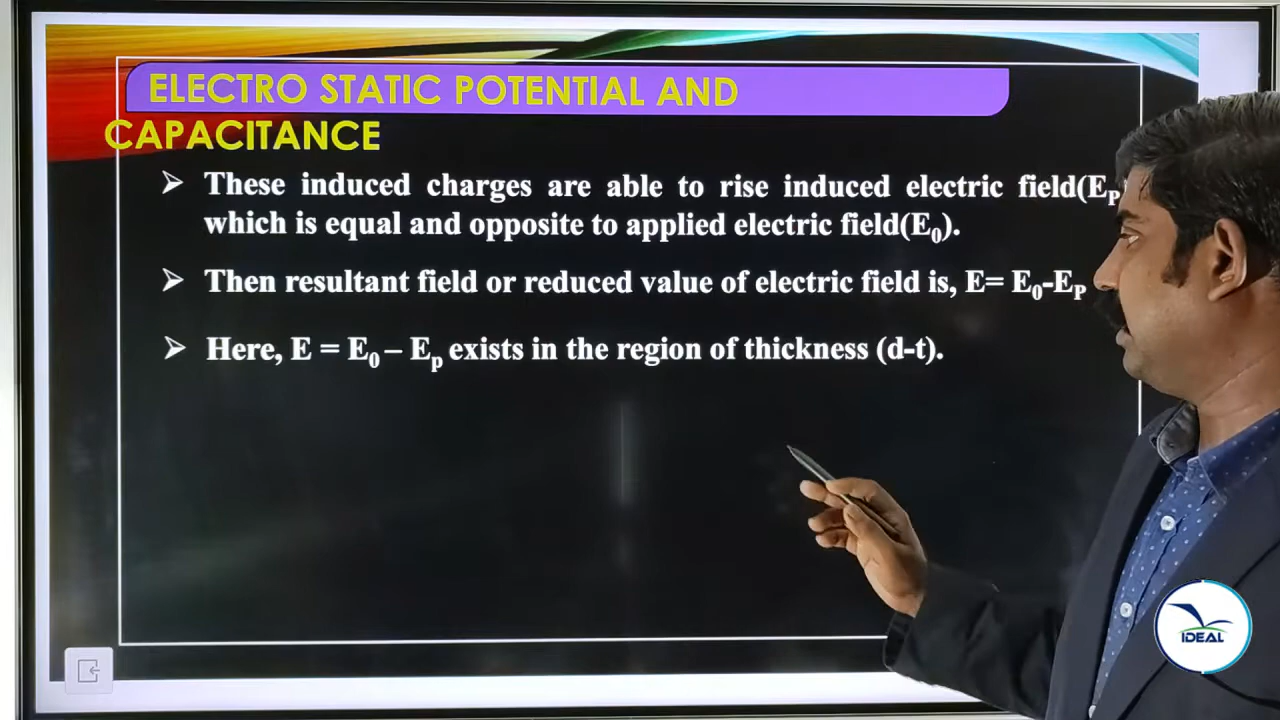 ELECTRO STATIC POTENTIAL AND
CAPACITANCE
➢ These induced charges are able to rise induced electric field(E_P
which is equal and opposite to applied electric field(E₀).
➢ Then resultant field or reduced value of electric field is, E= E₀-E_P
➢ Here, E = E₀ – Eₚ exists in the region of thickness (d-t).
IDEAL